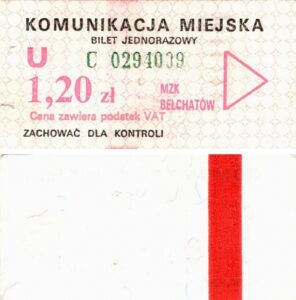 KOMUNIKACJA MIEJSKA
BILET JEDNORAZOWY
U C 0294039
1,20 zł
MZK
BEŁCHATÓW
Cena zawiera podatek VAT
ZACHOWAĆ DLA KONTROLI